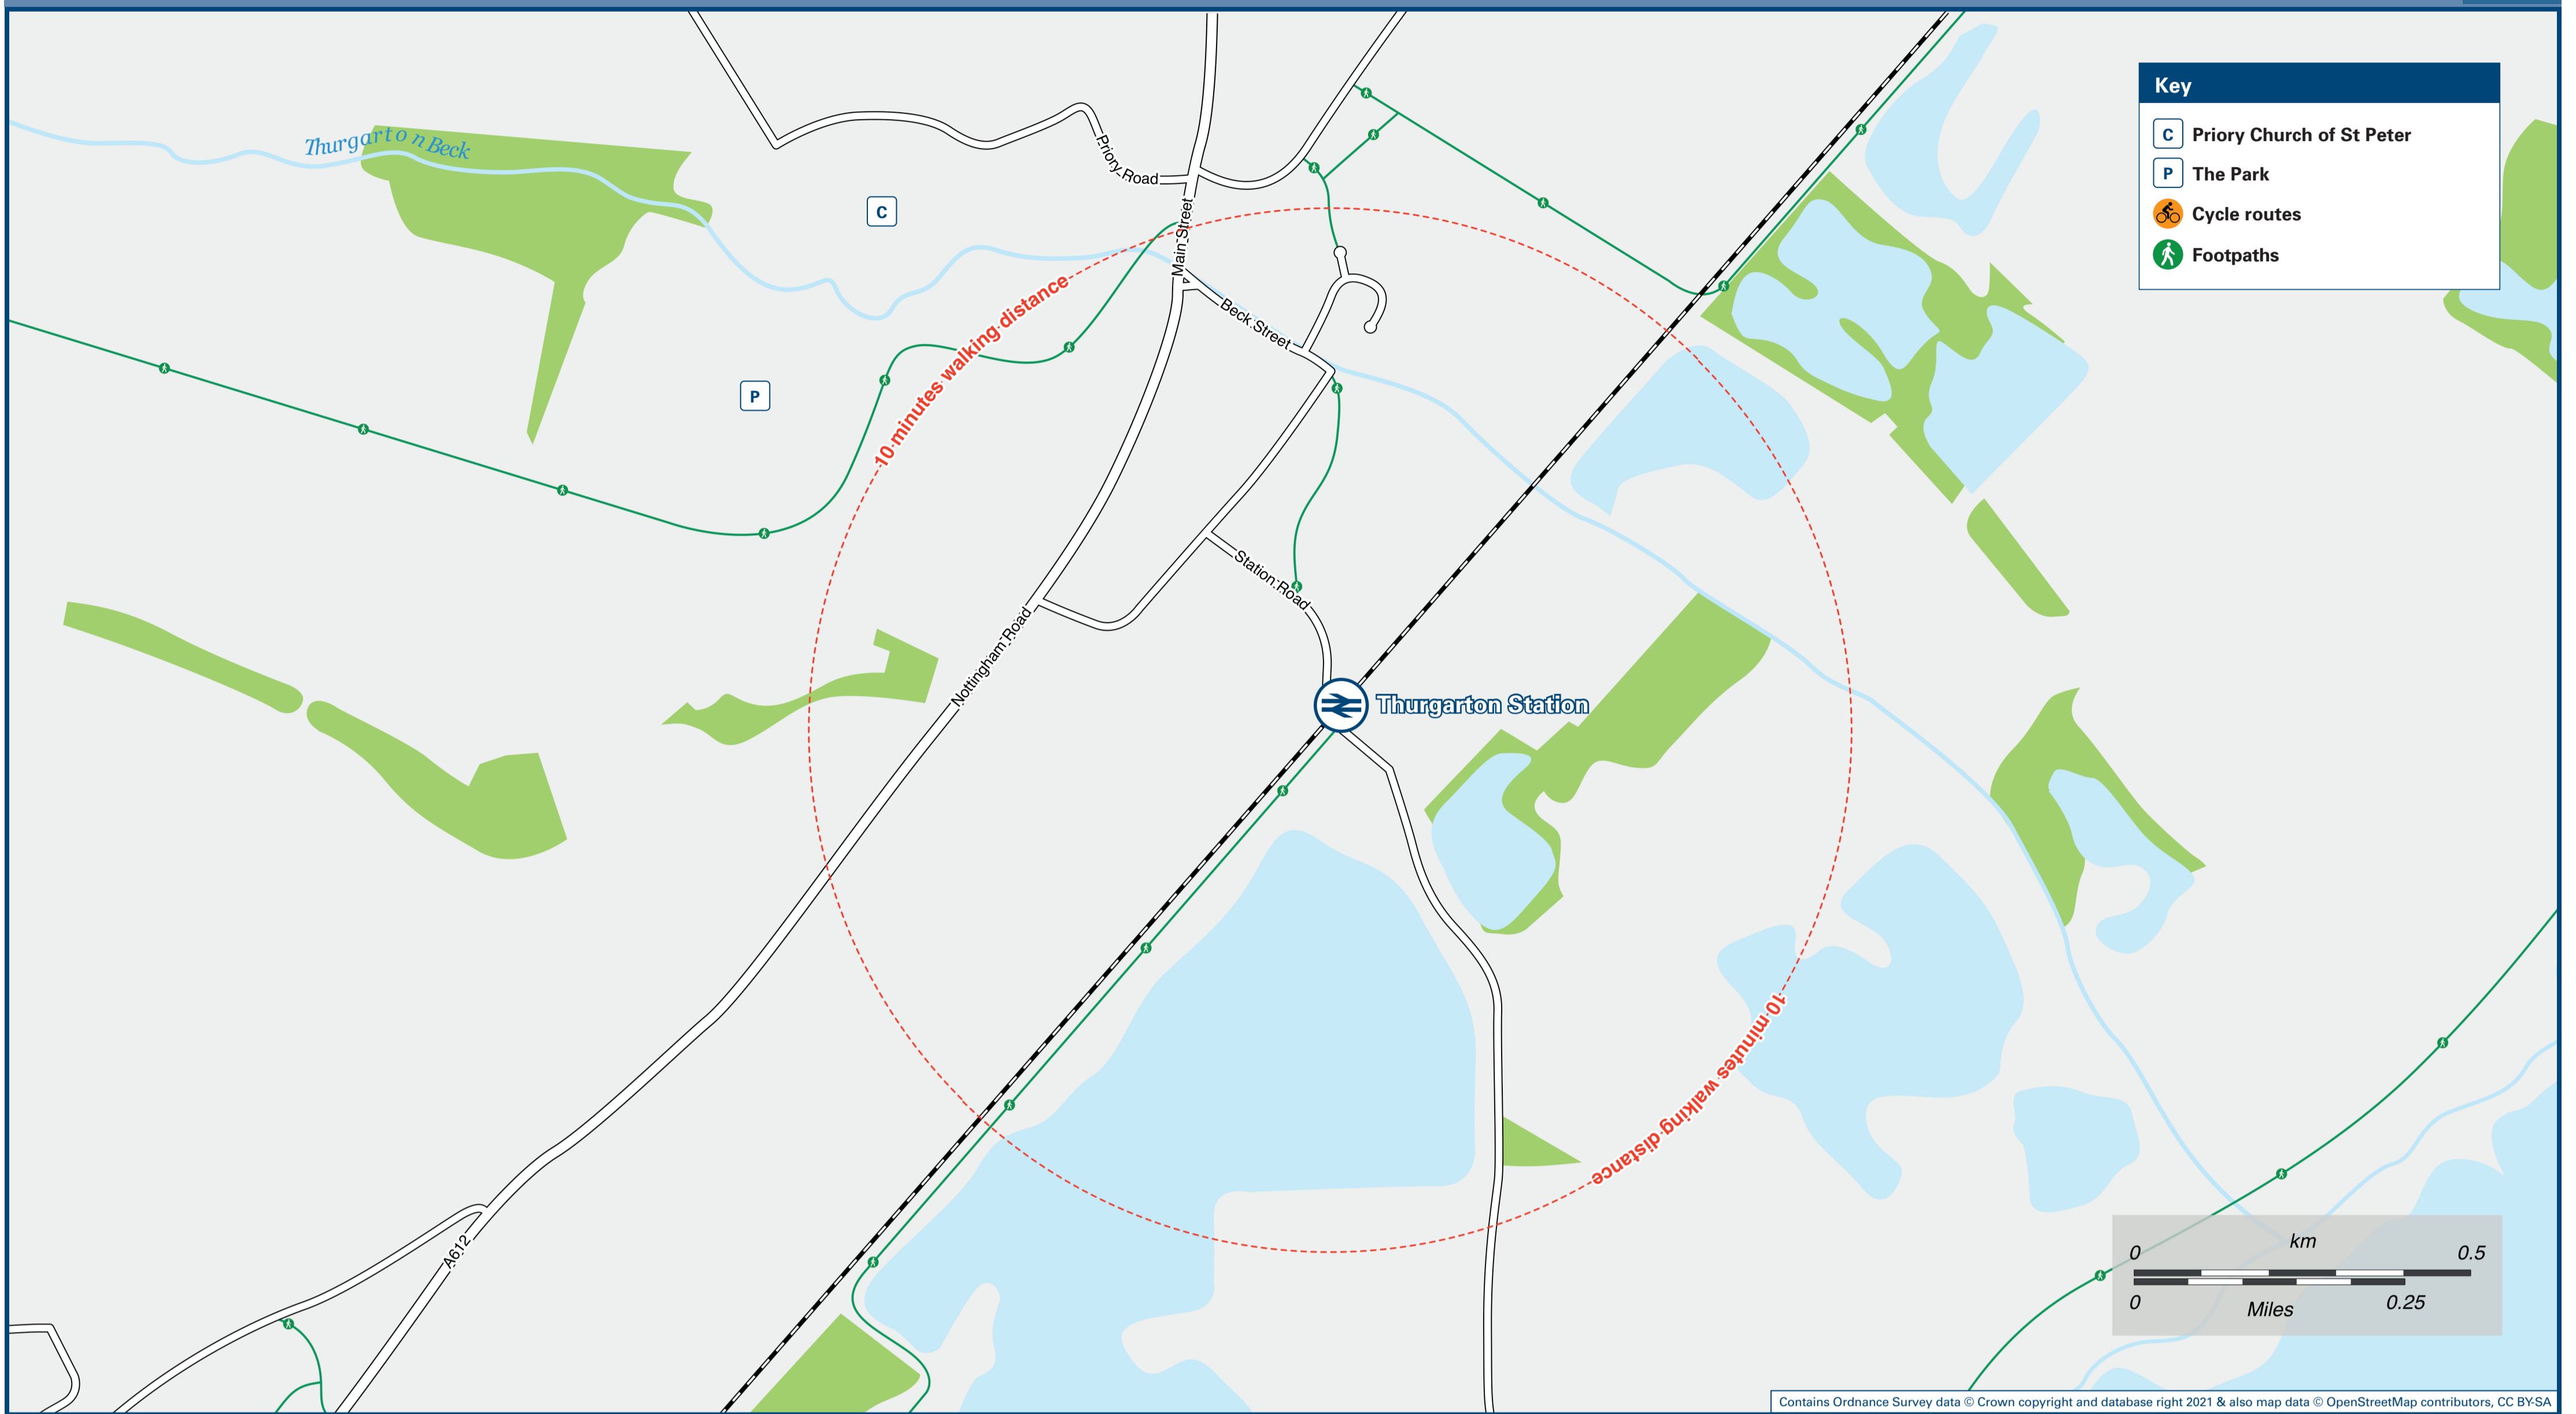 Thurgarton Beck
Priory Road
C
Main Street
10 minutes walking distance
Beck Street
P
Station Road
Nottingham Road
Thurgarton Station
10 minutes walking distance
A612
Key
C Priory Church of St Peter
P The Park
Cycle routes
Footpaths
km
0 0.5
0 0.25
Miles
Contains Ordnance Survey data © Crown copyright and database right 2021 & also map data © OpenStreetMap contributors, CC BY-SA